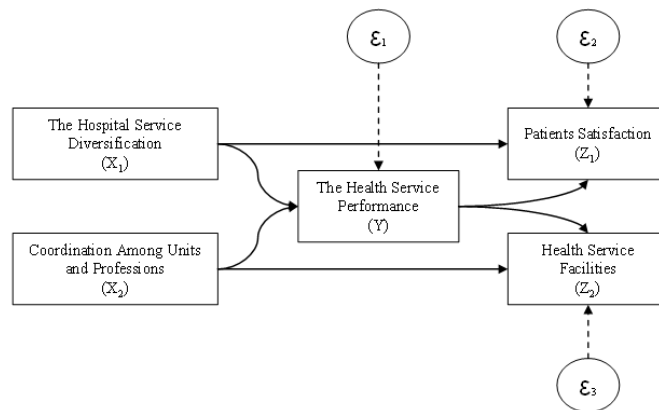 ε₁
ε₂
The Hospital Service
Diversification
(X₁)
Patients Satisfaction
(Z₁)
The Health Service
Performance
(Y)
Coordination Among Units
and Professions
(X₂)
Health Service
Facilities
(Z₂)
ε₃